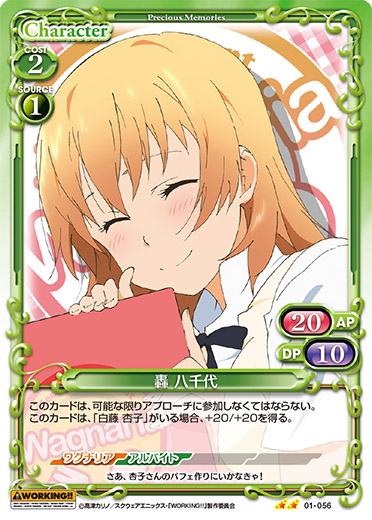 Precious Memories
Character
COST
2
SOURCE
1
20 AP
DP 10
轟 八千代
このカードは、可能な限りアプローチに参加しなくてはならない。
このカードは、「白藤 杏子」がいる場合、+20/+20を得る。
ワグナリア アルバイト
さあ、杏子さんのパフェ作りにいかなきゃ!
WORKING!!
01-056
©高津カリノ/スクウェアエニックス・「WORKING!!」製作委員会
Wagnaria